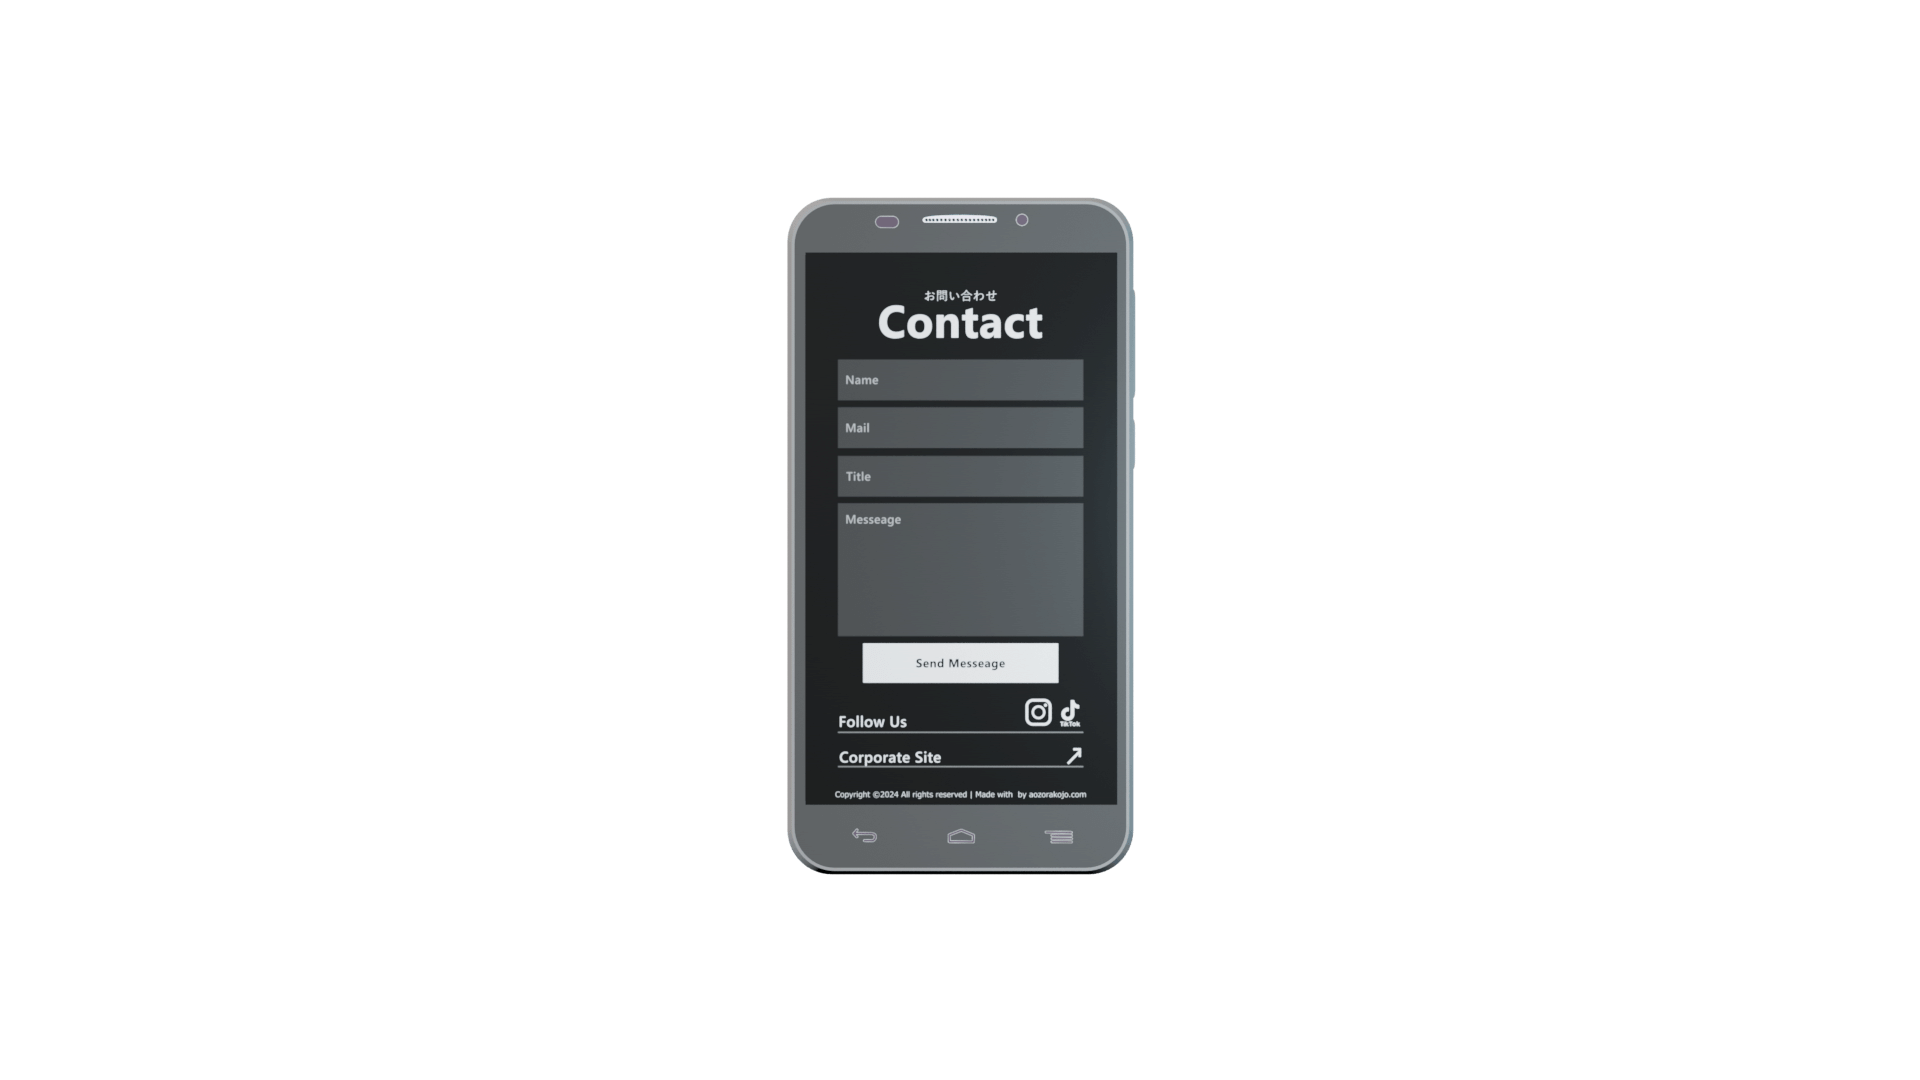 お問い合わせ
Contact
Name
Mail
Title
Messeage
Send Messeage
Follow Us
TikTok
Corporate Site
Copyright ©2024 All rights reserved | Made with by aozorakojo.com